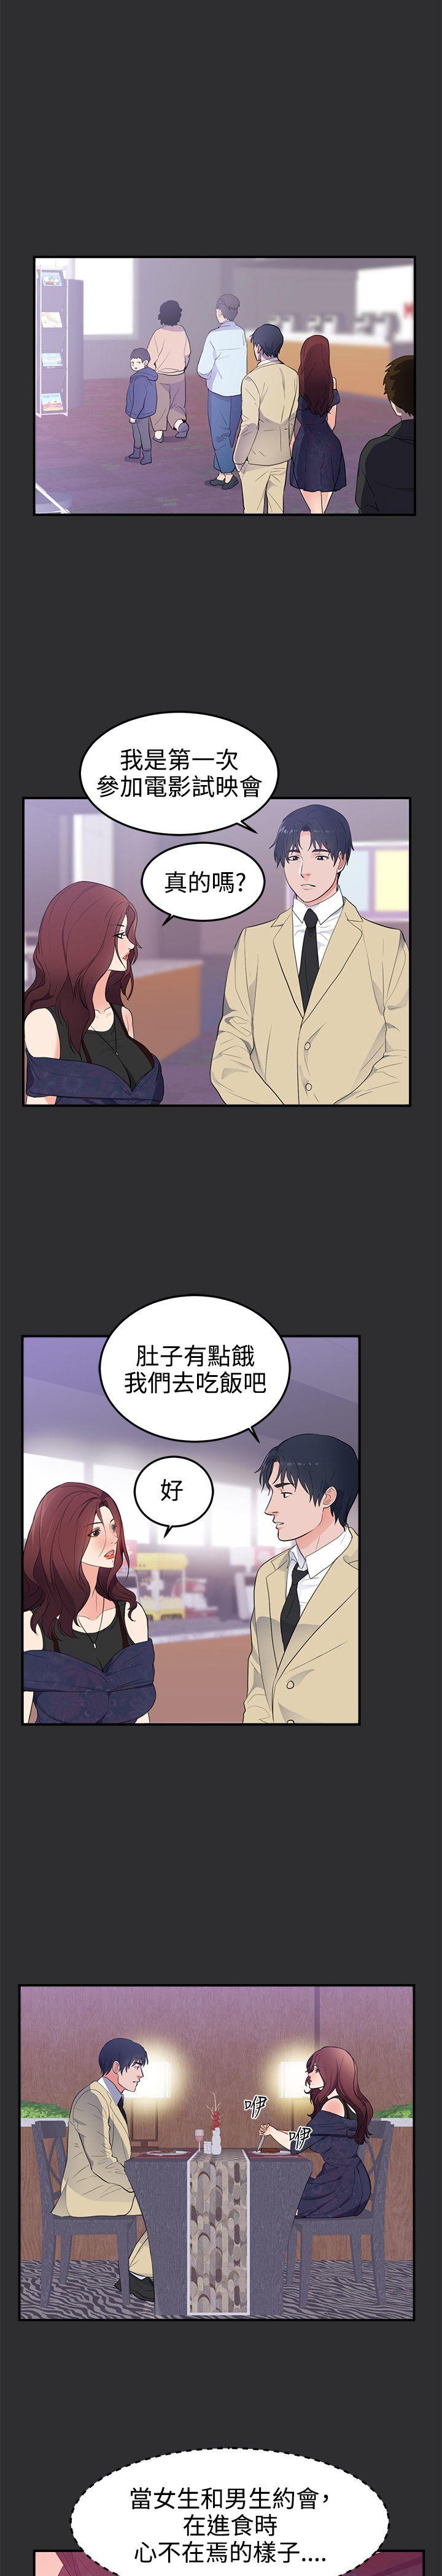 我是第一次
參加電影試映會
真的嗎?
肚子有點餓
我們去吃飯吧
好
咿
咿
當女生和男生約會,
在進食時
心不在焉的樣子....